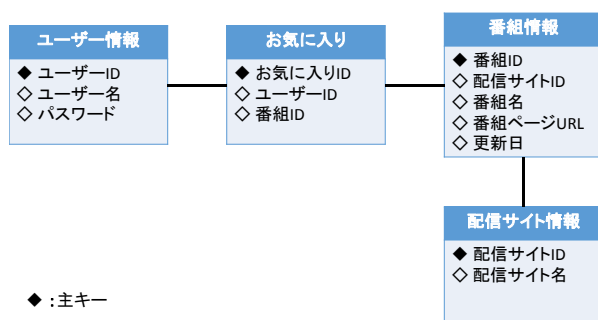 ユーザー情報
◆ ユーザーID
◇ ユーザー名
◇ パスワード
お気に入り
◆ お気に入りID
◇ ユーザーID
◇ 番組ID
番組情報
◆ 番組ID
◇ 配信サイトID
◇ 番組名
◇ 番組ページURL
◇ 更新日
配信サイト情報
◆ 配信サイトID
◇ 配信サイト名
◆ :主キー